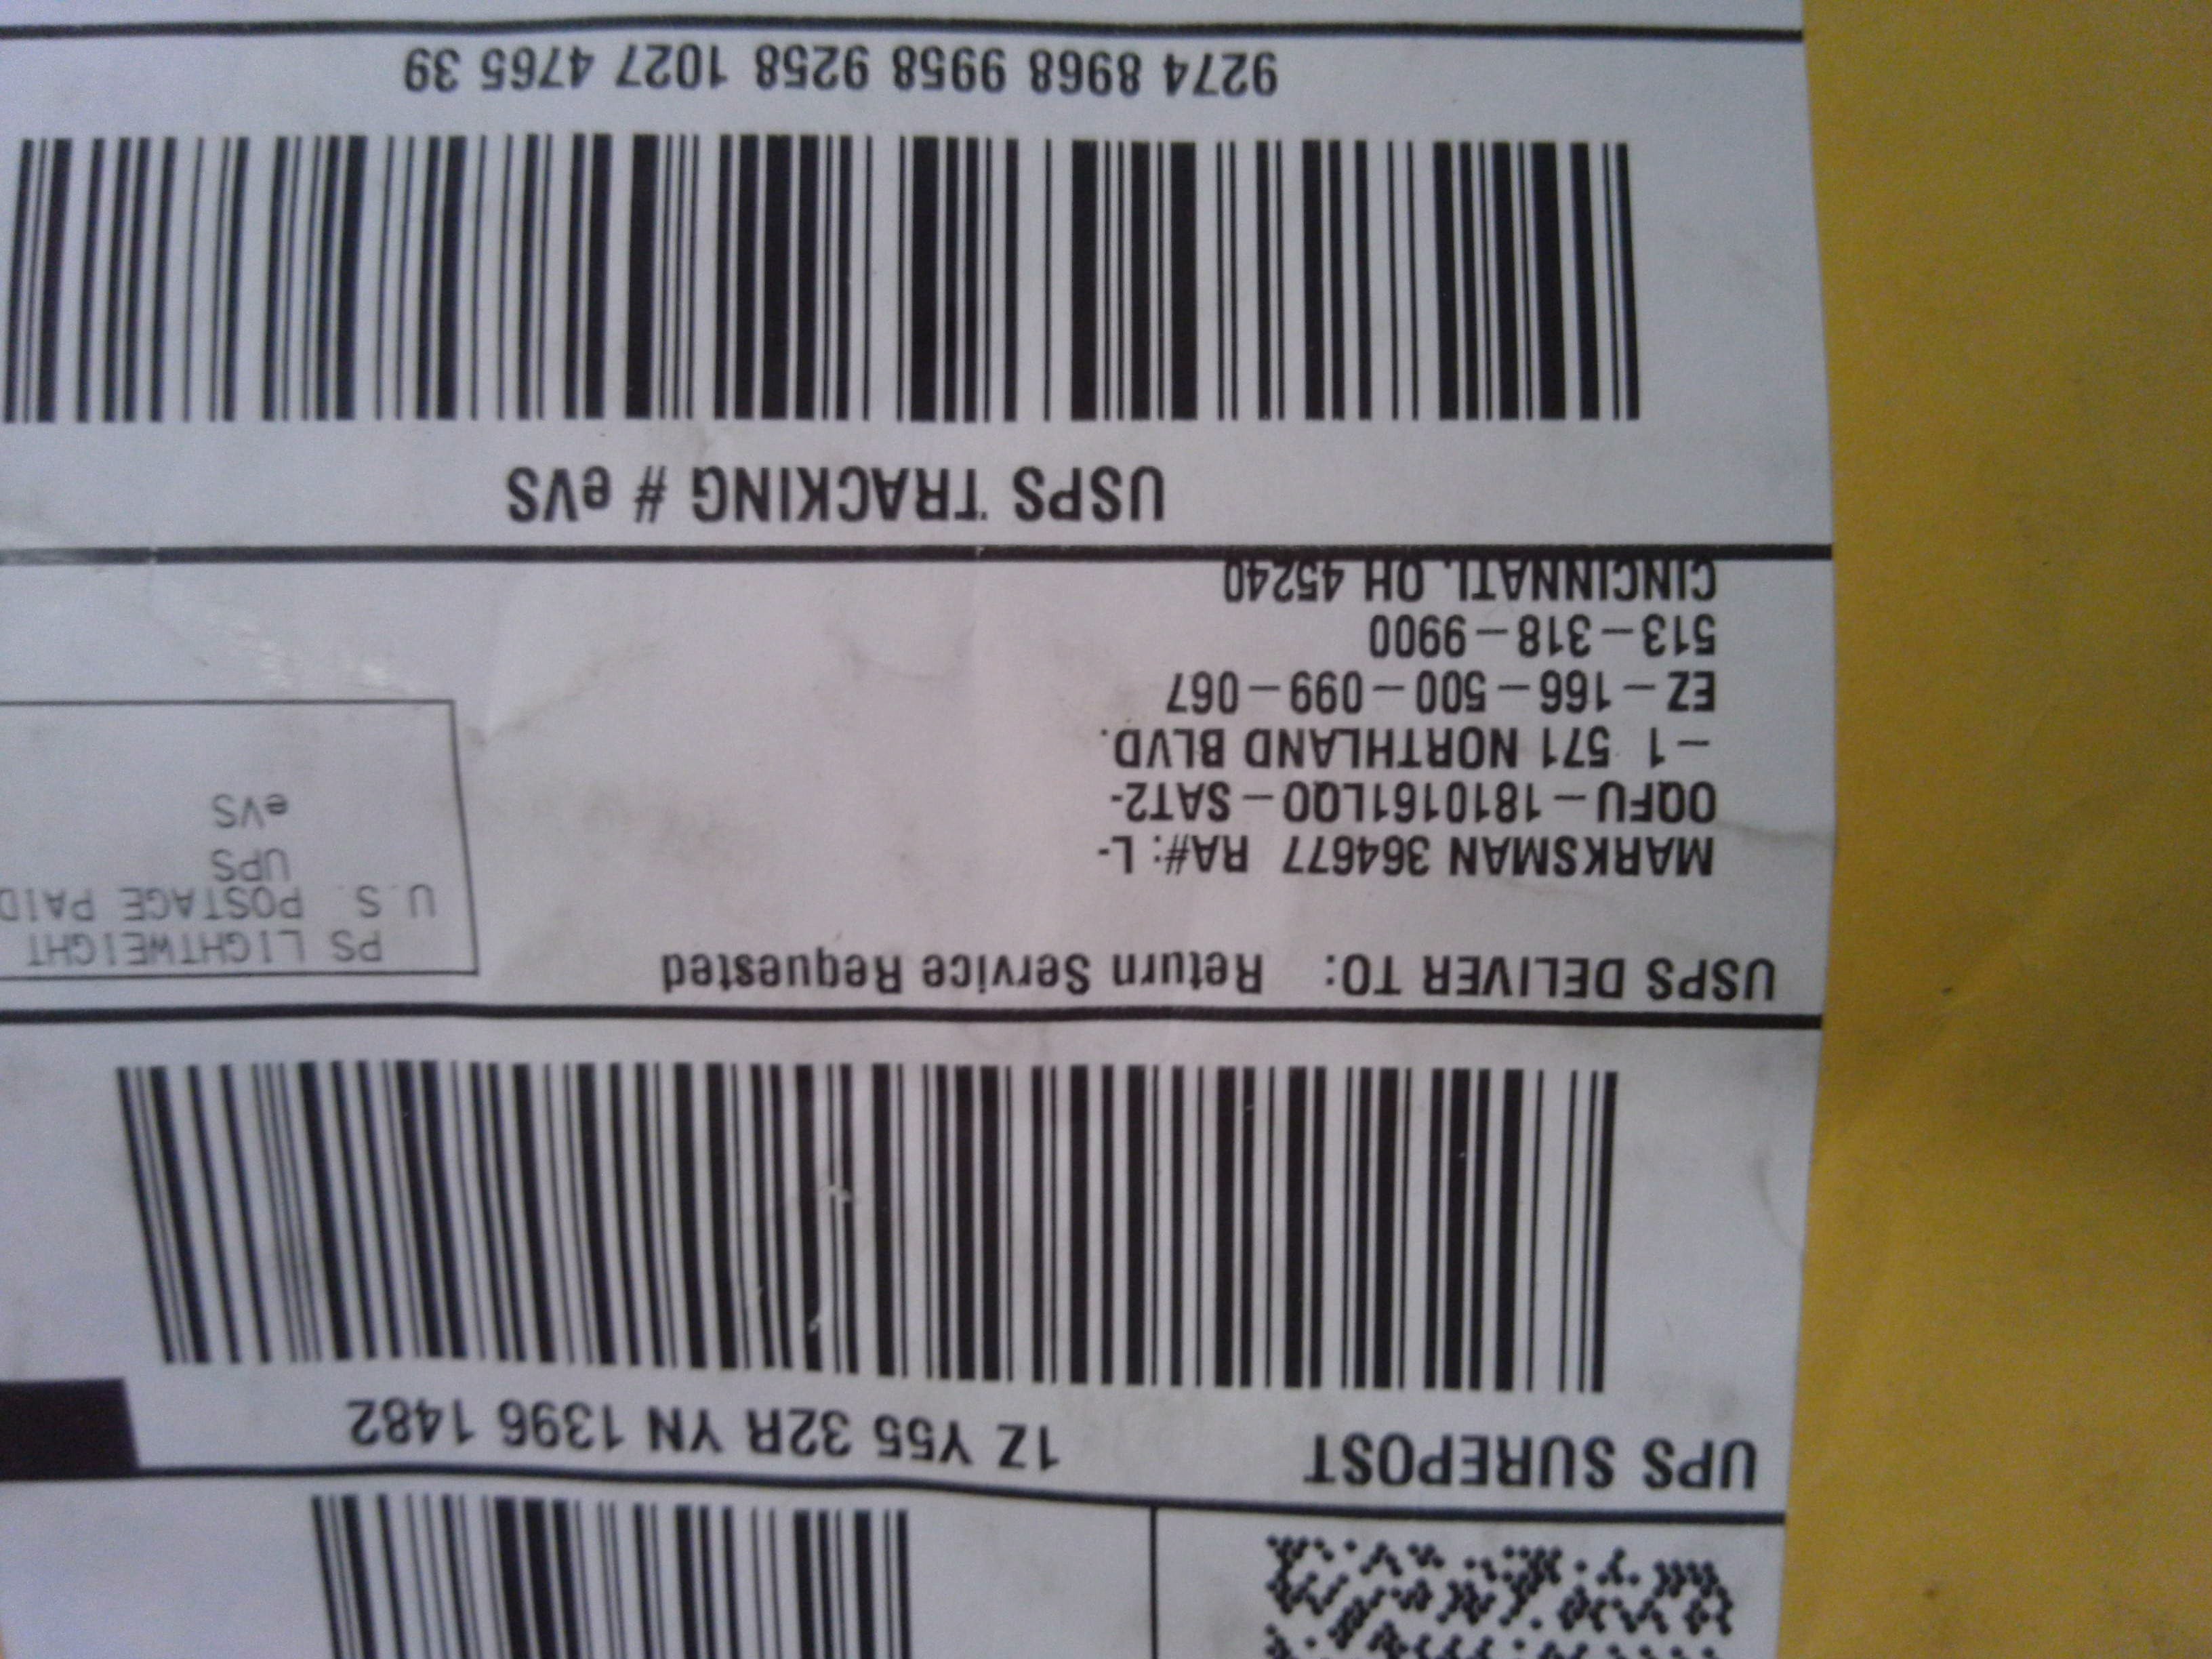 UPS SUREPOST
1Z Y55 32R YN 1396 1482
USPS DELIVER TO: Return Service Requested
MARKSMAN 364677 RA#: L-
OQFU – 1810161LQO – SAT2-
– 1 571 NORTHLAND BLVD.
EZ – 166 – 500 – 099 – 067
513 – 318 – 9900
CINCINNATI, OH 45240
PS LIGHTWEIGHT
U.S. POSTAGE PAID
UPS
eVS
USPS TRACKING # eVS
9274 8968 9958 9258 1027 4765 39